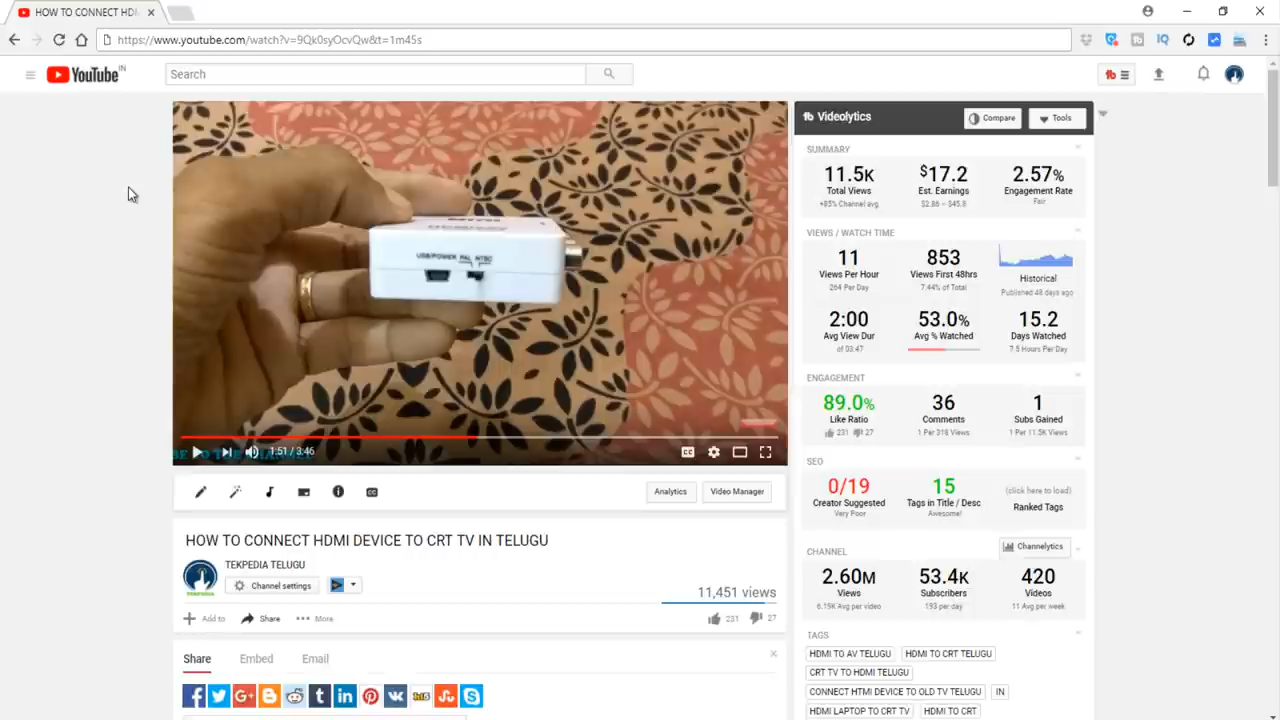 HOW TO CONNECT HDM
https://www.youtube.com/watch?v=9Qk0syOcvQw&t=1m45s
YouTube IN
Search
USB/POWER PAL NTSC
1:51 / 3:46
Analytics
Video Manager
HOW TO CONNECT HDMI DEVICE TO CRT TV IN TELUGU
TEKPEDIA TELUGU
Channel settings
11,451 views
Add to
Share
More
231
27
Share
Embed
Email
Videolytics
Compare
Tools
SUMMARY
11.5K
$17.2
2.57%
Total Views
Est. Earnings
Engagement Rate
+85% Channel avg
$2.86 – $45.8
Fair
VIEWS / WATCH TIME
11
853
Views Per Hour
Views First 48hrs
Historical
264 Per Day
7.44% of Total
Published 48 days ago
2:00
53.0%
15.2
Avg View Dur
Avg % Watched
Days Watched
of 03:47
7.5 Hours Per Day
ENGAGEMENT
89.0%
36
1
Like Ratio
Comments
Subs Gained
231 27
1 Per 318 Views
1 Per 11.5K Views
SEO
0/19
15
(click here to load)
Creator Suggested
Tags in Title / Desc
Ranked Tags
Very Poor
Awesome!
CHANNEL
Channelytics
2.60M
53.4K
420
Views
Subscribers
Videos
6.19K Avg per video
193 per day
11 Avg per week
TAGS
HDMI TO AV TELUGU
HDMI TO CRT TELUGU
CRT TV TO HDMI TELUGU
CONNECT HTMI DEVICE TO OLD TV TELUGU
IN
HDMI LAPTOP TO CRT TV
HDMI TO CRT